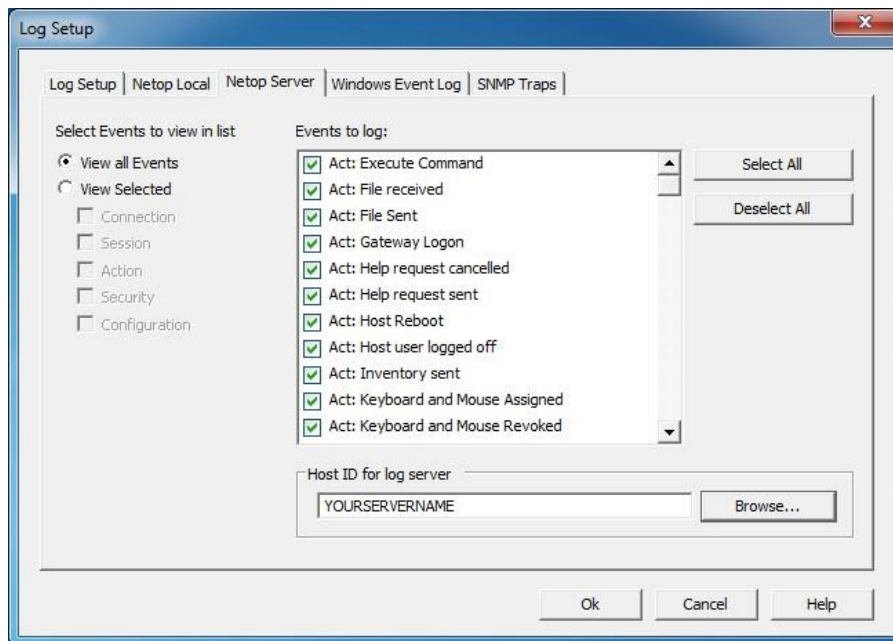 Log Setup
Log Setup
Netop Local
Netop Server
Windows Event Log
SNMP Traps
Select Events to view in list
View all Events
View Selected
Connection
Session
Action
Security
Configuration
Events to log:
Act: Execute Command
Act: File received
Act: File Sent
Act: Gateway Logon
Act: Help request cancelled
Act: Help request sent
Act: Host Reboot
Act: Host user logged off
Act: Inventory sent
Act: Keyboard and Mouse Assigned
Act: Keyboard and Mouse Revoked
Select All
Deselect All
Host ID for log server
YOURSERVERNAME
Browse...
Ok
Cancel
Help